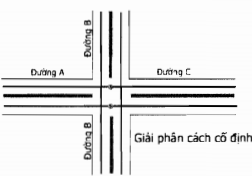 Đường B
Đường A
Đường C
Đường B
Giải phân cách cố định